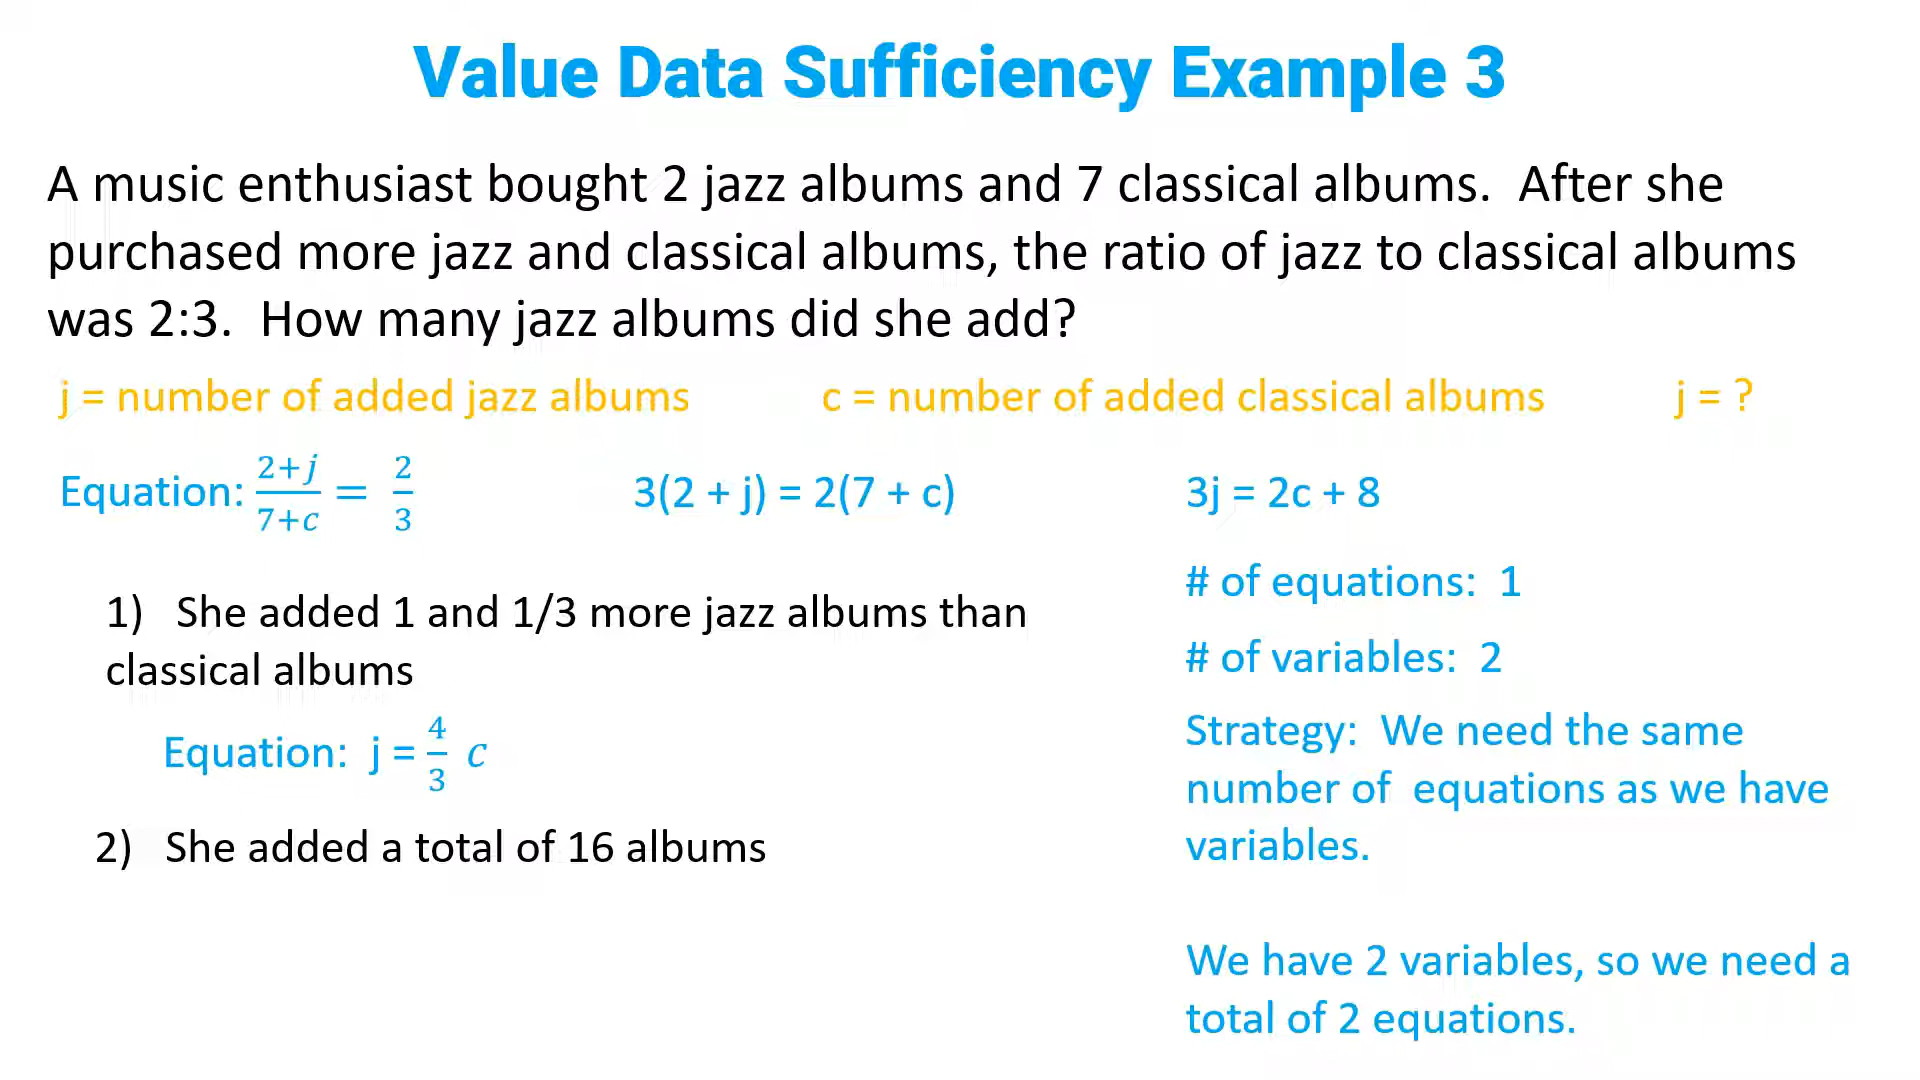 Value Data Sufficiency Example 3
A music enthusiast bought 2 jazz albums and 7 classical albums.  After she
purchased more jazz and classical albums, the ratio of jazz to classical albums
was 2:3.  How many jazz albums did she add?
j = number of added jazz albums    c = number of added classical albums    j = ?
Equation: \frac{2+j}{7+c} = \frac{2}{3}    3(2 + j) = 2(7 + c)    3j = 2c + 8
1)   She added 1 and 1/3 more jazz albums than
classical albums
Equation:  j = \frac{4}{3} c
2)   She added a total of 16 albums
# of equations:  1
# of variables:  2
Strategy:  We need the same
number of  equations as we have
variables.
We have 2 variables, so we need a
total of 2 equations.